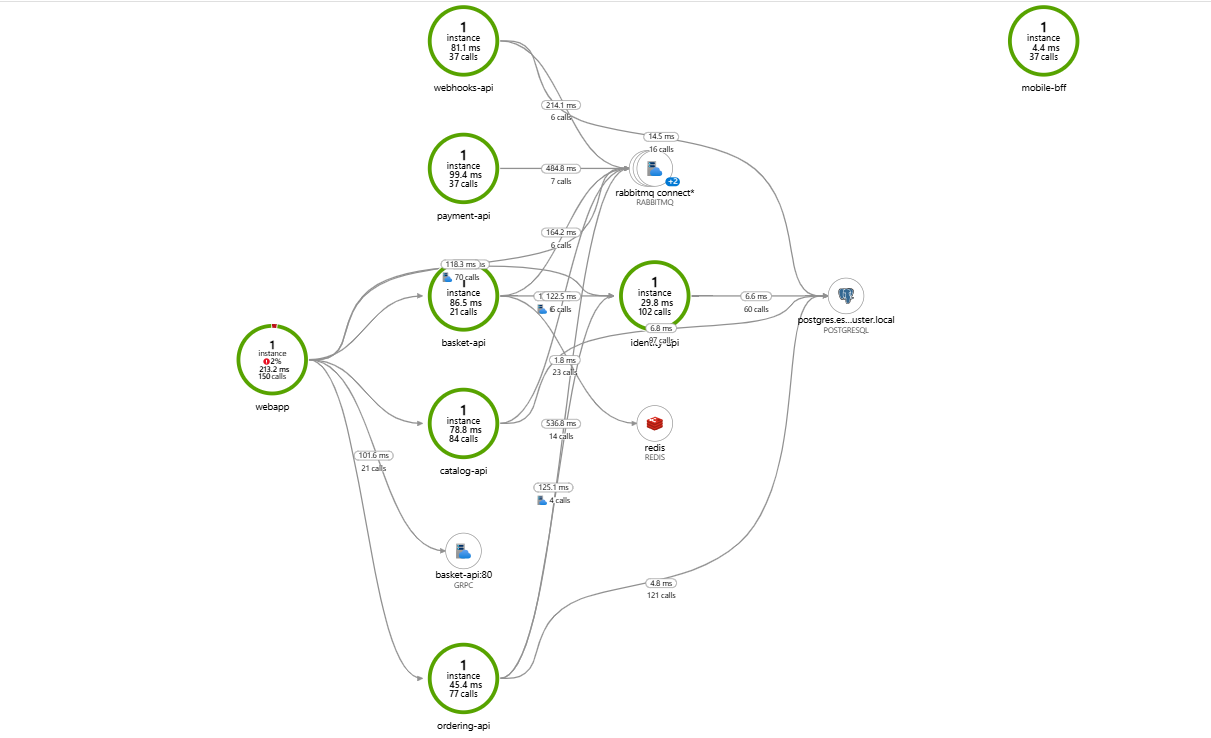 1
instance
81.1 ms
37 calls
webhooks-api
1
instance
4.4 ms
37 calls
mobile-bff
214.1 ms
6 calls
14.5 ms
16 calls
1
instance
99.4 ms
37 calls
payment-api
484.8 ms
7 calls
+2
rabbitmq connect*
RABBITMQ
164.2 ms
6 calls
118.3 ms
70 calls
1
instance
86.5 ms
21 calls
basket-api
122.5 ms
calls
1
instance
29.8 ms
102 calls
identity-api
6.6 ms
60 calls
postgres.es...uster.local
POSTGRESQL
6.8 ms
97 calls
1
instance
2%
213.2 ms
150 calls
webapp
1.8 ms
23 calls
1
instance
78.8 ms
84 calls
catalog-api
536.8 ms
14 calls
redis
REDIS
101.6 ms
21 calls
125.1 ms
4 calls
basket-api:80
GRPC
4.8 ms
121 calls
1
instance
45.4 ms
77 calls
ordering-api